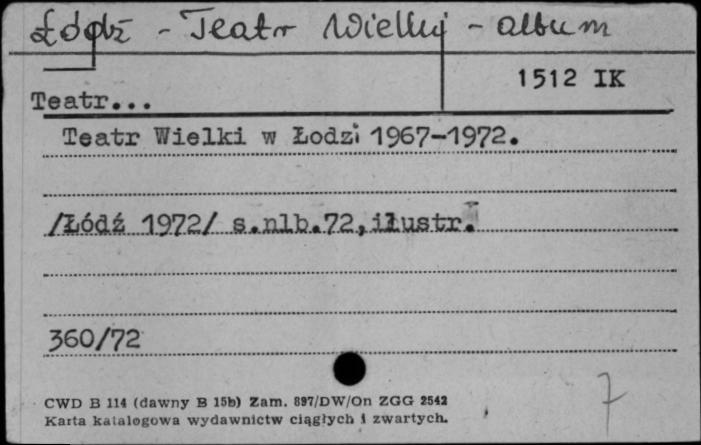 Łódź - Teatr Wielki - album
1512 IK
Teatr...
Teatr Wielki w Łodzi 1967-1972.
/Łódź 1972/ s.nlb.72,ilustr.
360/72
CWD B 114 (dawny B 15b) Zam. 897/DW/On ZGG 2542
Karta katalogowa wydawnictw ciągłych i zwartych.
7